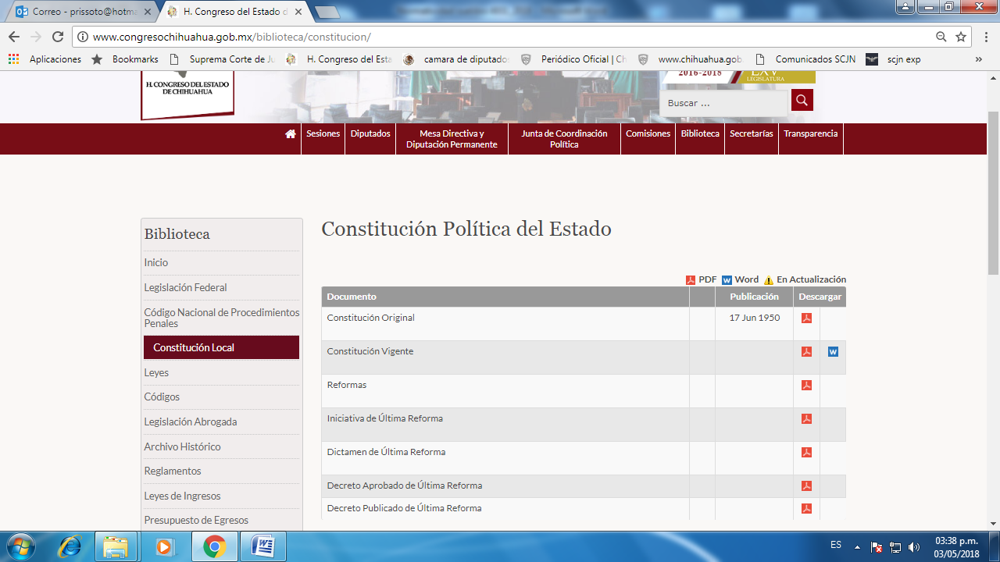 Correo - prissoto@hotma
H. Congreso del Estado d
www.congresochihuahua.gob.mx/biblioteca/constitucion/
Aplicaciones
Bookmarks
Suprema Corte de Ju
H. Congreso del Esta
camara de diputado
Periódico Oficial | Ch
www.chihuahua.gob
Comunicados SCJN
scjn exp
»
H. CONGRESO DEL ESTADO
DE CHIHUAHUA
2016-2018
LXV
LEGISLATURA
Buscar ...
Sesiones
Diputados
Mesa Directiva y
Diputación Permanente
Junta de Coordinación
Política
Comisiones
Biblioteca
Secretarías
Transparencia
Biblioteca
Inicio
Legislación Federal
Código Nacional de Procedimientos
Penales
Constitución Local
Leyes
Códigos
Legislación Abrogada
Archivo Histórico
Reglamentos
Leyes de Ingresos
Presupuesto de Egresos
Constitución Política del Estado
PDF W Word En Actualización
Documento Publicación Descargar
Constitución Original 17 Jun 1950
Constitución Vigente W
Reformas
Iniciativa de Última Reforma
Dictamen de Última Reforma
Decreto Aprobado de Última Reforma
Decreto Publicado de Última Reforma
ES
03:38 p.m.
03/05/2018